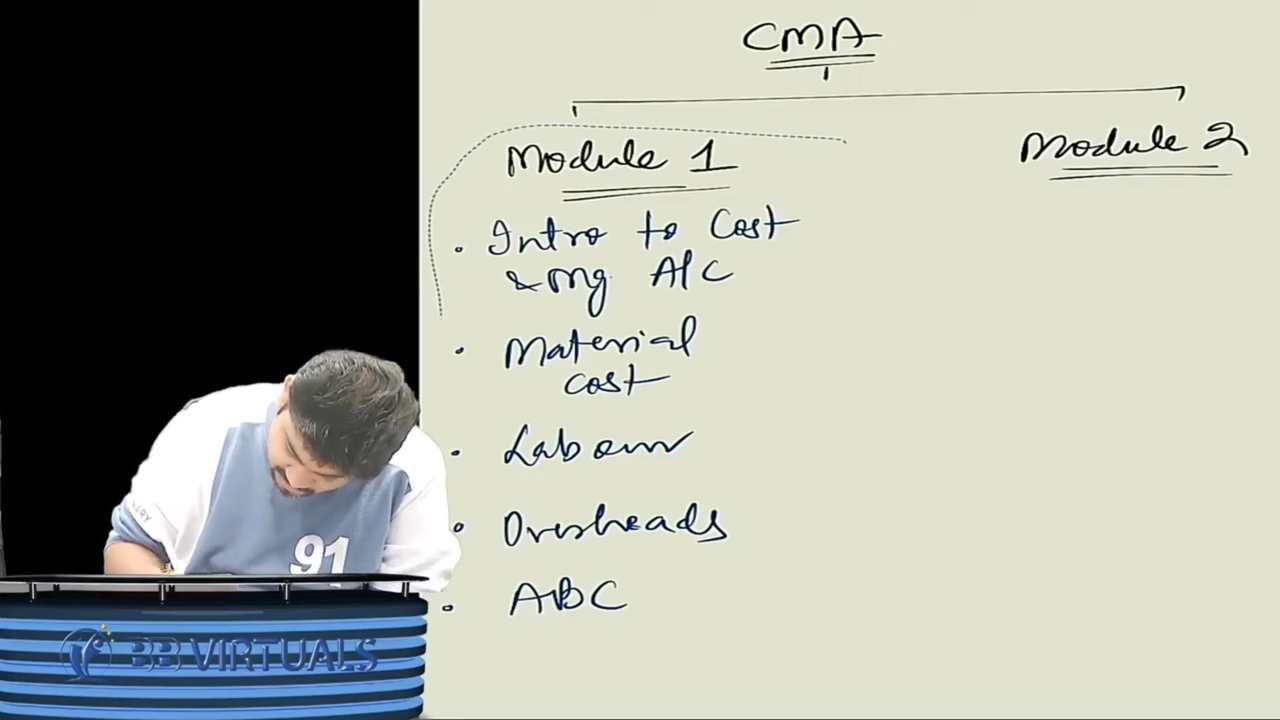 CMA
Module 1
Module 2
• Intro to Cost
& Mg A/C
• Material
Cost
• Labour
• Overheads
• ABC
91
BB VIRTUALS